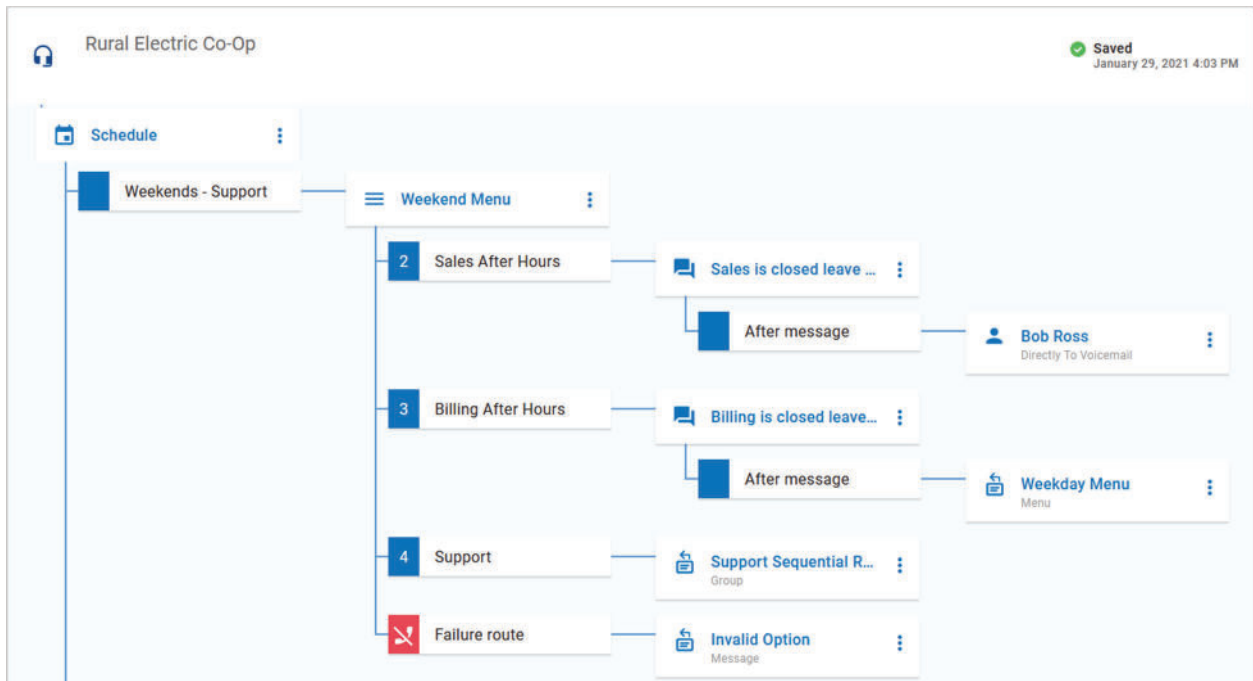 Rural Electric Co-Op
Saved
January 29, 2021 4:03 PM
Schedule
Weekends - Support
Weekend Menu
2 Sales After Hours
Sales is closed leave ...
After message
Bob Ross
Directly To Voicemail
3 Billing After Hours
Billing is closed leave...
After message
Weekday Menu
Menu
4 Support
Support Sequential R...
Group
Failure route
Invalid Option
Message